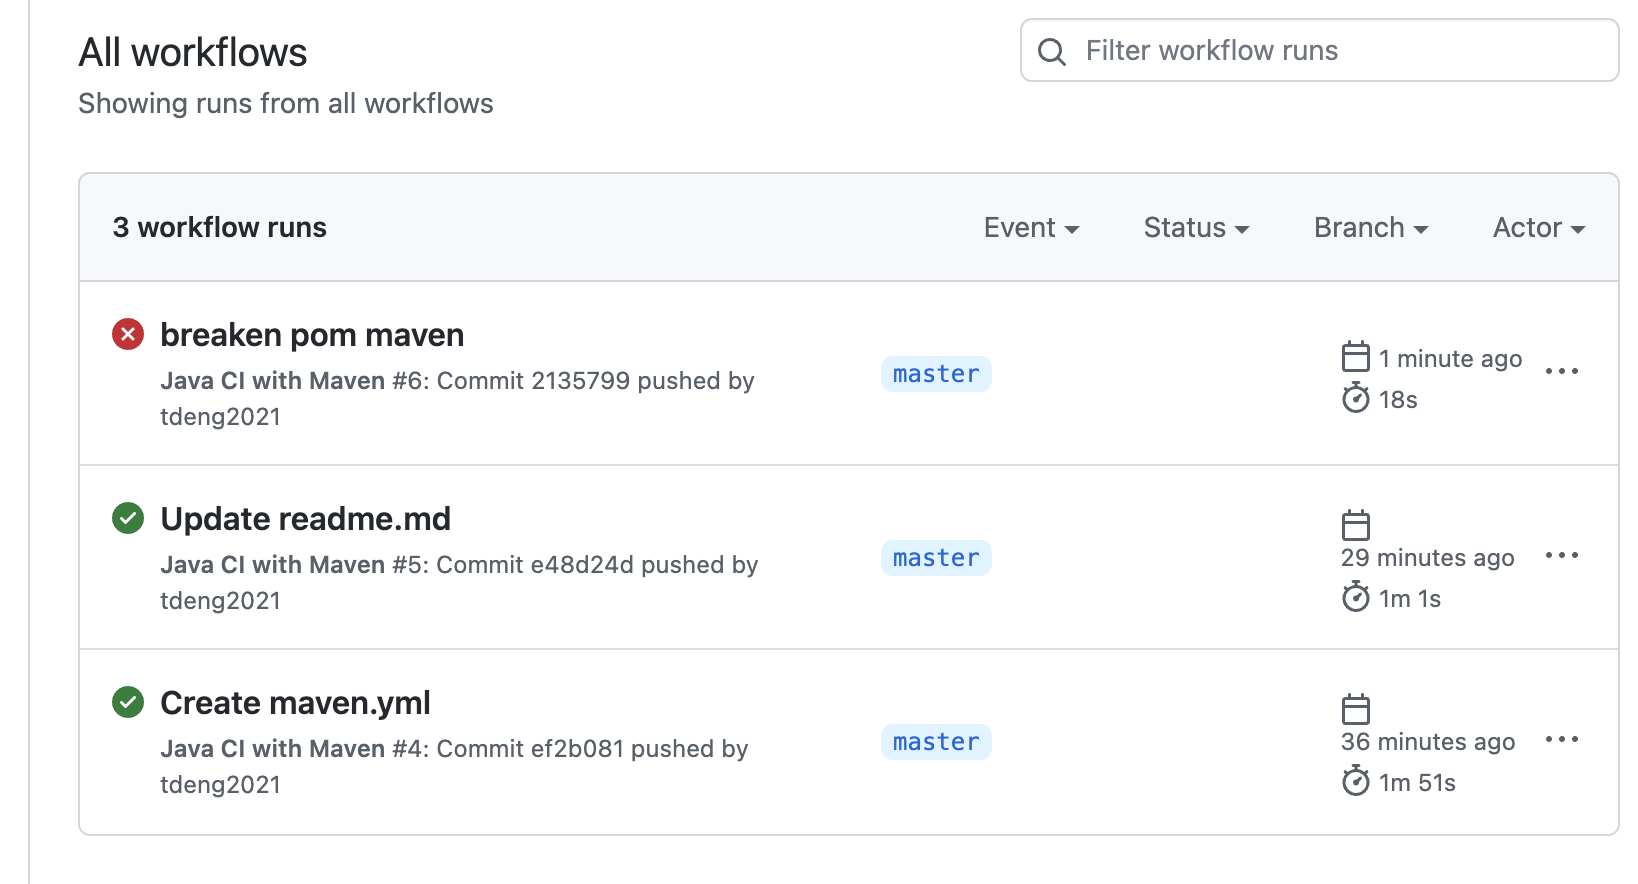 All workflows
Filter workflow runs
Showing runs from all workflows
3 workflow runs
Event
Status
Branch
Actor
breaken pom maven
Java CI with Maven #6: Commit 2135799 pushed by
tdeng2021
master
1 minute ago
18s
Update readme.md
Java CI with Maven #5: Commit e48d24d pushed by
tdeng2021
master
29 minutes ago
1m 1s
Create maven.yml
Java CI with Maven #4: Commit ef2b081 pushed by
tdeng2021
master
36 minutes ago
1m 51s